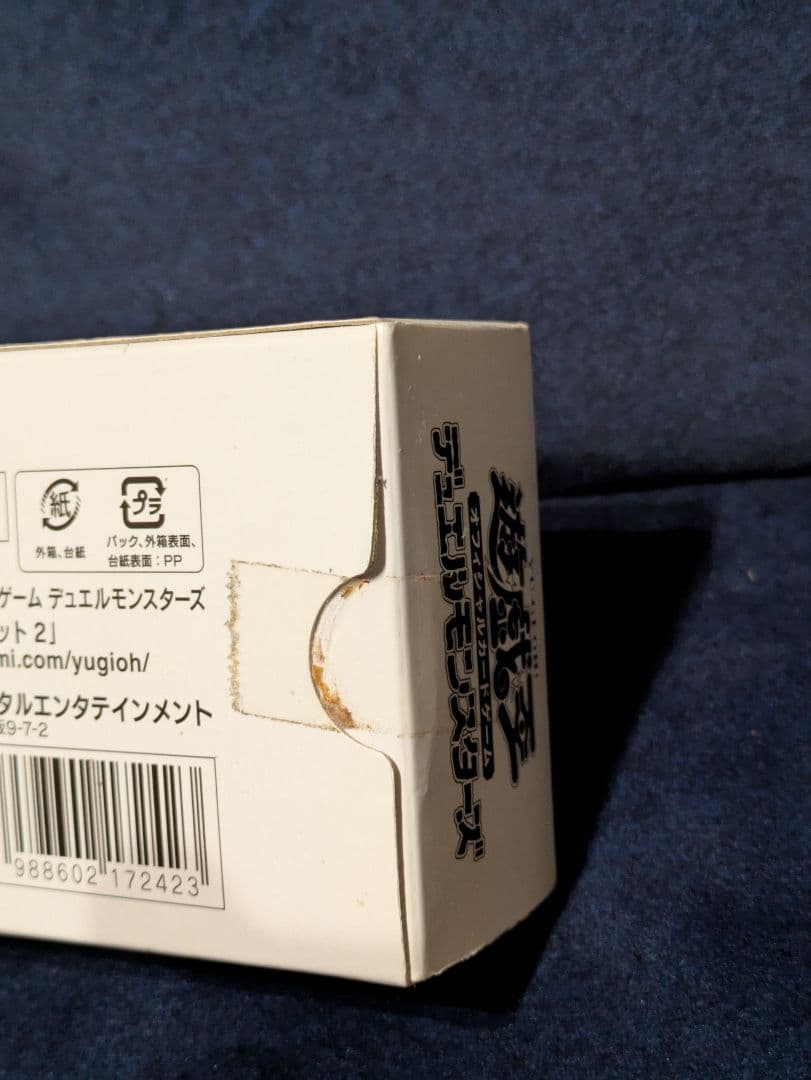 紙
外箱、台紙
プラ
パック、外箱表面、
台紙表面：PP
ゲーム デュエルモンスターズ
ット 2」
mi.com/yugioh/
タルエンタテインメント
9-7-2
988602 172423
遊戯王
オフィシャルカードゲーム
デュエルモンスターズ